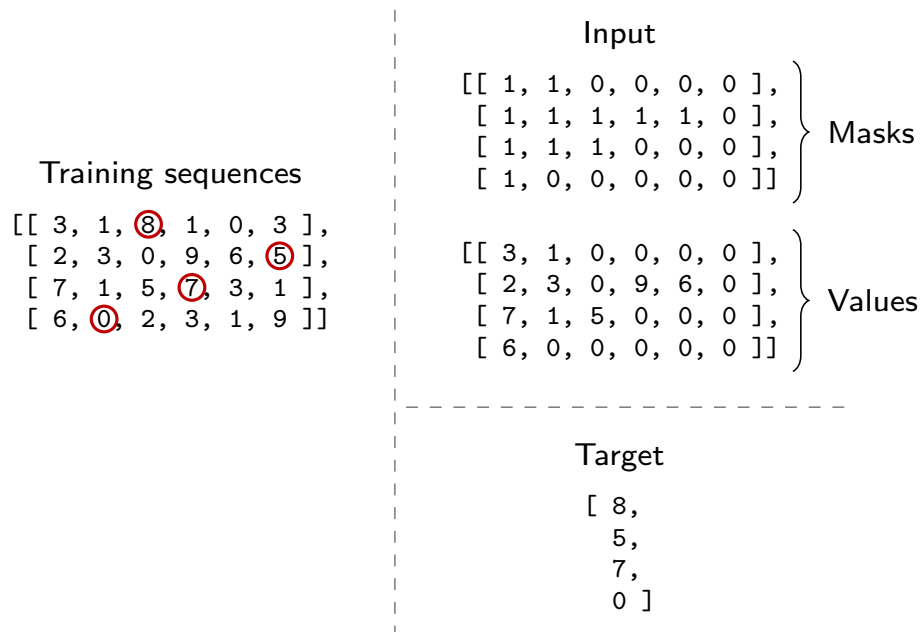 Training sequences
[[ 3, 1, 8, 1, 0, 3 ],
[ 2, 3, 0, 9, 6, 5 ],
[ 7, 1, 5, 7, 3, 1 ],
[ 6, 0, 2, 3, 1, 9 ]]
Input
[[ 1, 1, 0, 0, 0, 0 ],
[ 1, 1, 1, 1, 1, 0 ],
[ 1, 1, 1, 0, 0, 0 ],
[ 1, 0, 0, 0, 0, 0 ]]
Masks
[[ 3, 1, 0, 0, 0, 0 ],
[ 2, 3, 0, 9, 6, 0 ],
[ 7, 1, 5, 0, 0, 0 ],
[ 6, 0, 0, 0, 0, 0 ]]
Values
Target
[ 8,
5,
7,
0 ]